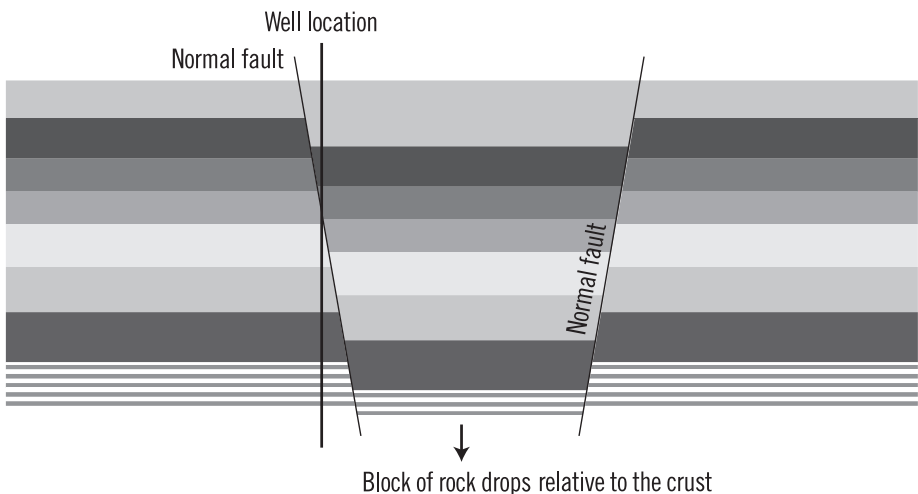 Well location
Normal fault
Normal fault
Block of rock drops relative to the crust